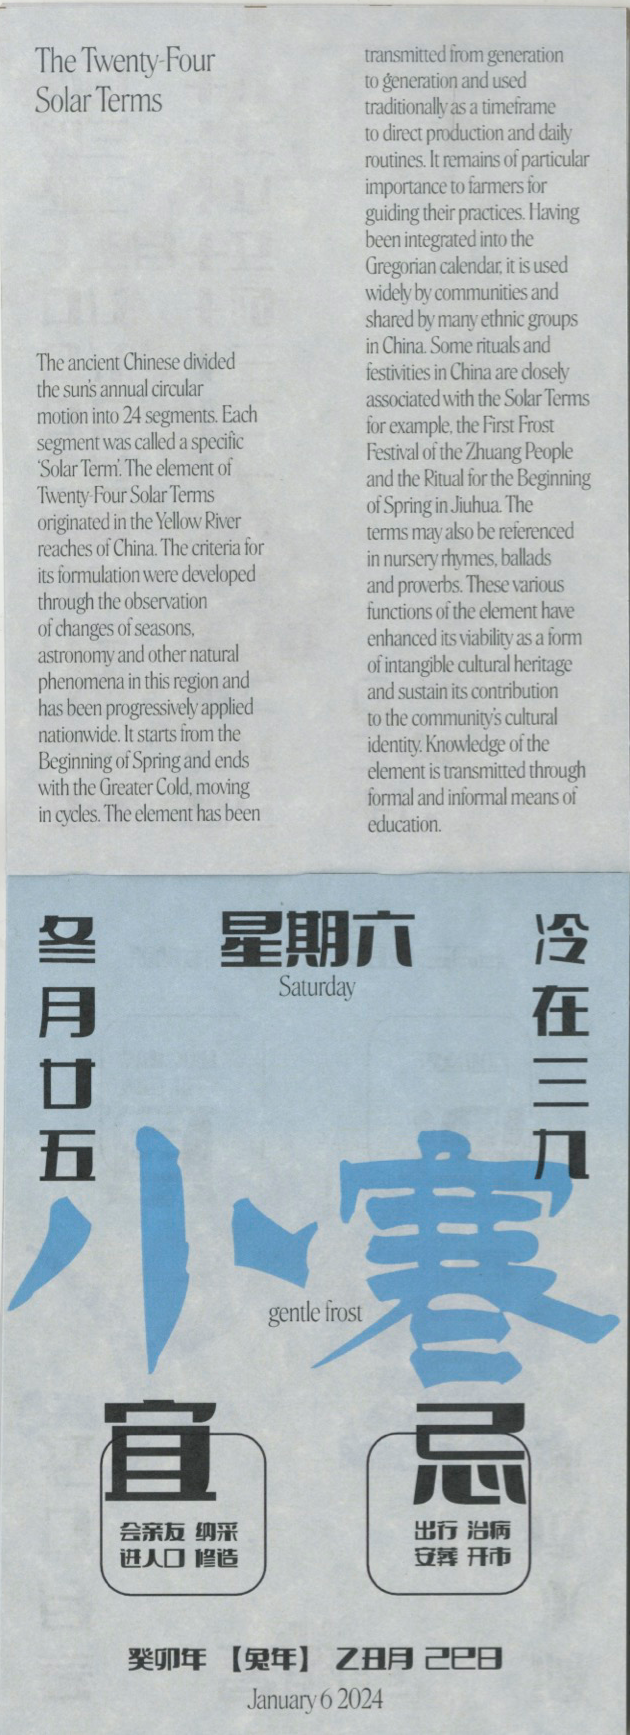 The Twenty-Four
Solar Terms
The ancient Chinese divided
the sun's annual circular
motion into 24 segments. Each
segment was called a specific
'Solar Term'. The element of
Twenty-Four Solar Terms
originated in the Yellow River
reaches of China. The criteria for
its formulation were developed
through the observation
of changes of seasons,
astronomy and other natural
phenomena in this region and
has been progressively applied
nationwide. It starts from the
Beginning of Spring and ends
with the Greater Cold, moving
in cycles. The element has been
transmitted from generation
to generation and used
traditionally as a timeframe
to direct production and daily
routines. It remains of particular
importance to farmers for
guiding their practices. Having
been integrated into the
Gregorian calendar, it is used
widely by communities and
shared by many ethnic groups
in China. Some rituals and
festivities in China are closely
associated with the Solar Terms
for example, the First Frost
Festival of the Zhuang People
and the Ritual for the Beginning
of Spring in Jiuhua. The
terms may also be referenced
in nursery rhymes, ballads
and proverbs. These various
functions of the element have
enhanced its viability as a form
of intangible cultural heritage
and sustain its contribution
to the community's cultural
identity. Knowledge of the
element is transmitted through
formal and informal means of
education.
冬月廿五
星期六
Saturday
冷在三九
小寒
gentle frost
宜
会亲友 纳采
进人口 修造
忌
出行 治病
安葬 开市
癸卯年 【兔年】 乙丑月 己巳日
January 6 2024